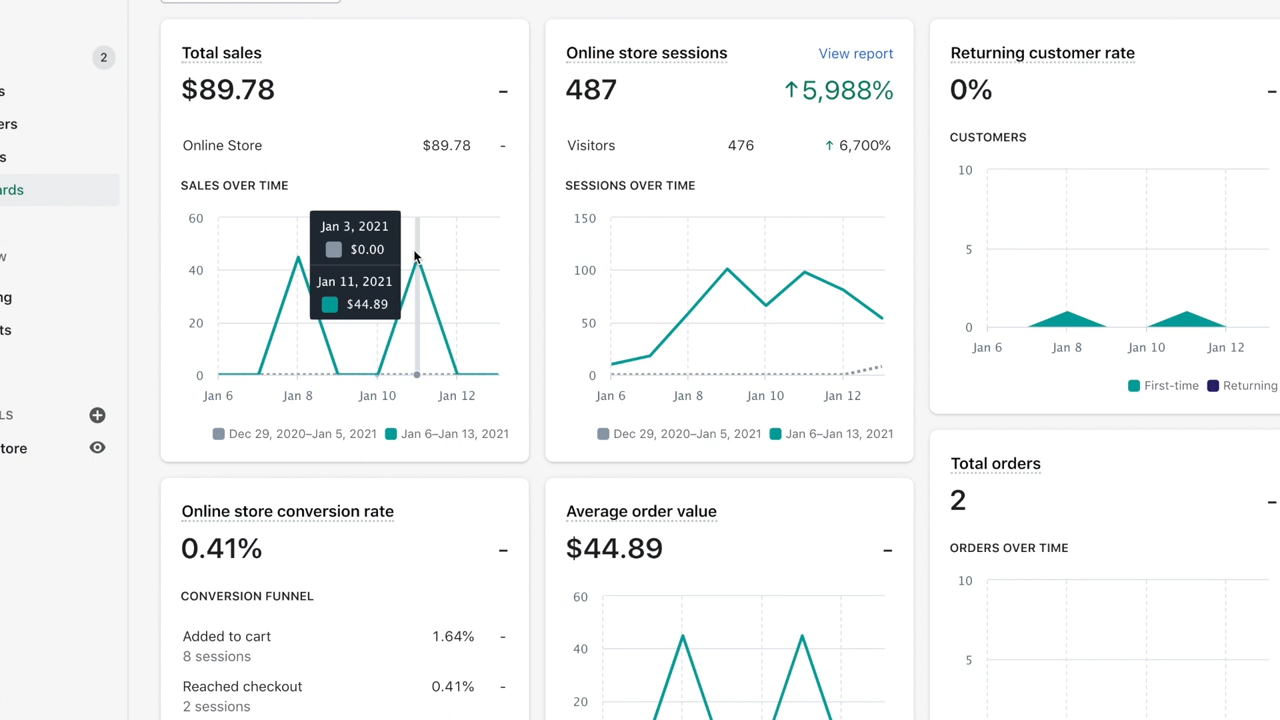 2
s
ers
s
ards
w
ng
ts
LS
tore
Total sales
$89.78 -
Online Store $89.78 -
SALES OVER TIME
60
40
20
0
Jan 3, 2021
$0.00
Jan 11, 2021
$44.89
Jan 6 Jan 8 Jan 10 Jan 12
Dec 29, 2020–Jan 5, 2021 Jan 6–Jan 13, 2021
Online store sessions View report
487 ↑5,988%
Visitors 476 ↑ 6,700%
SESSIONS OVER TIME
150
100
50
0
Jan 6 Jan 8 Jan 10 Jan 12
Dec 29, 2020–Jan 5, 2021 Jan 6–Jan 13, 2021
Returning customer rate
0% -
CUSTOMERS
10
5
0
Jan 6 Jan 8 Jan 10 Jan 12
First-time Returning
Online store conversion rate
0.41% -
CONVERSION FUNNEL
Added to cart 1.64% -
8 sessions
Reached checkout 0.41% -
2 sessions
Average order value
$44.89 -
60
40
20
Total orders
2 -
ORDERS OVER TIME
10
5